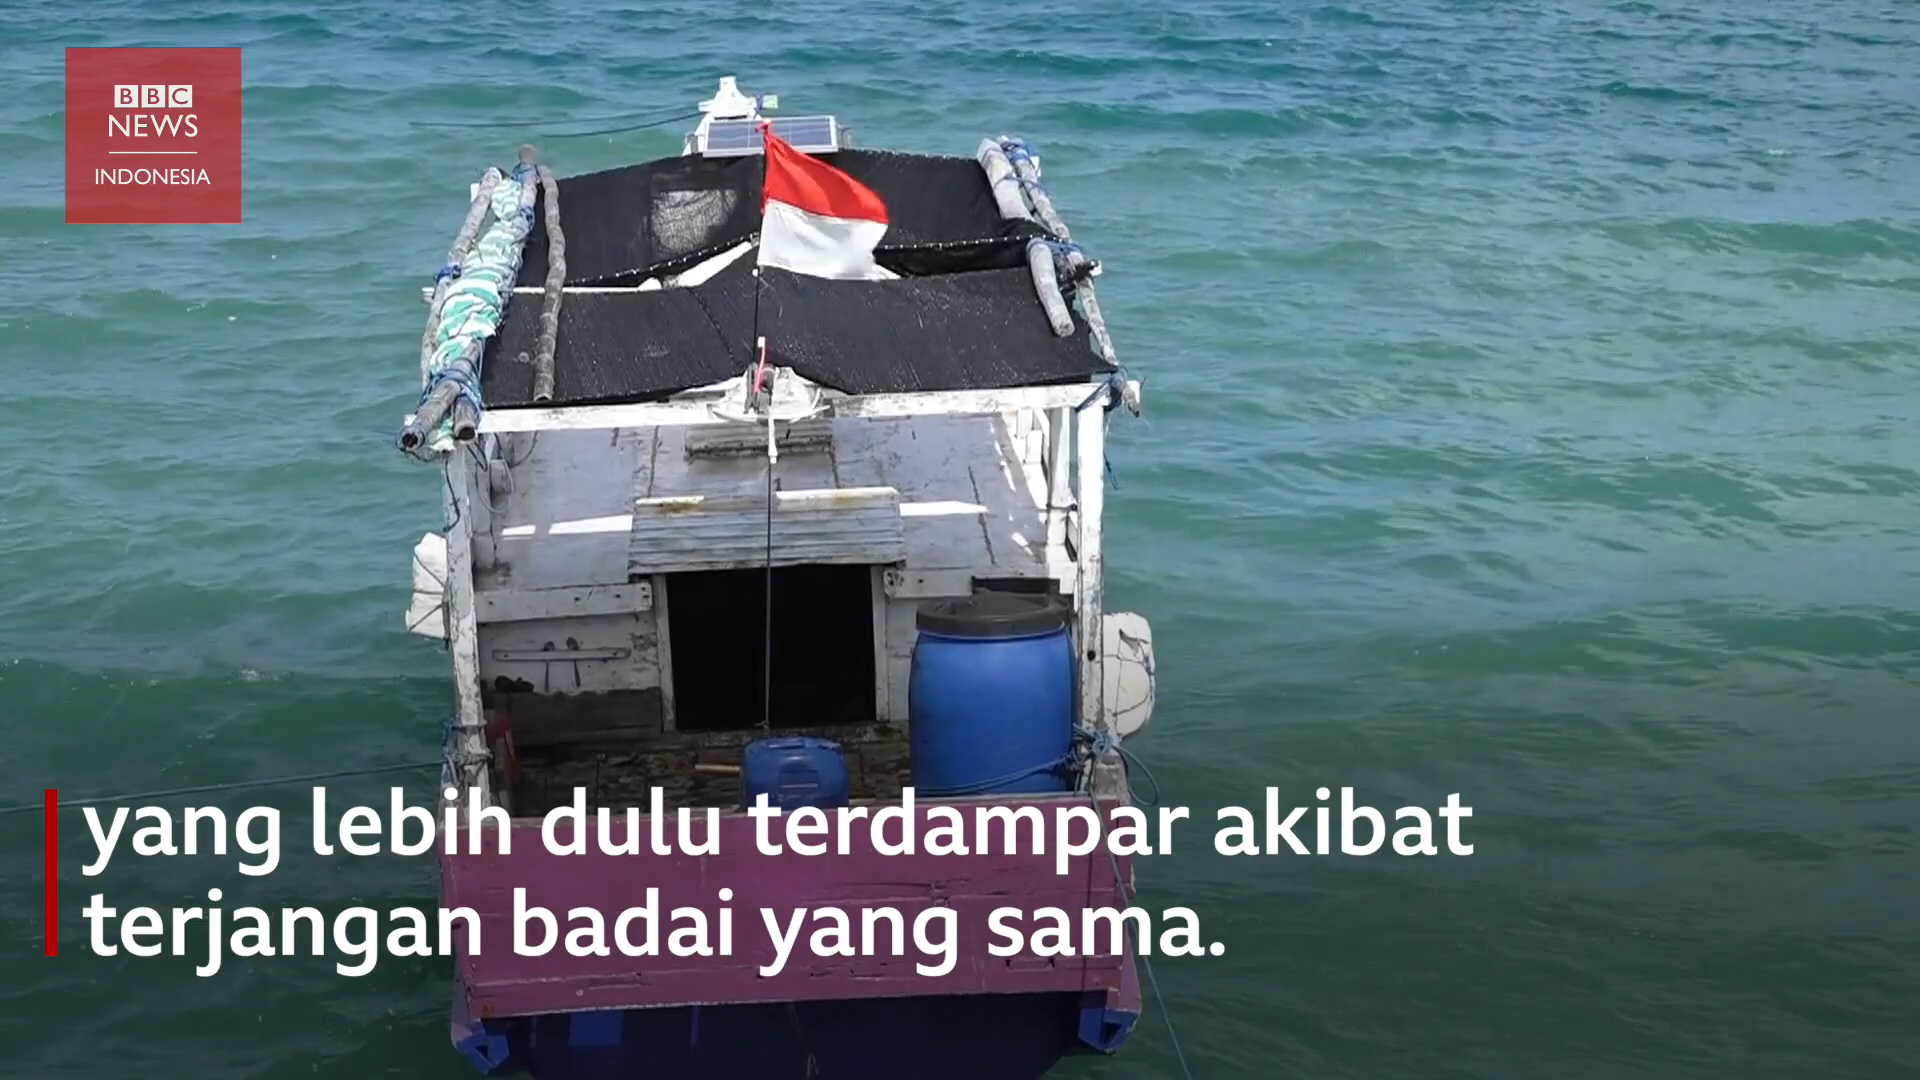 BBC
NEWS
INDONESIA
yang lebih dulu terdampar akibat
terjangan badai yang sama.